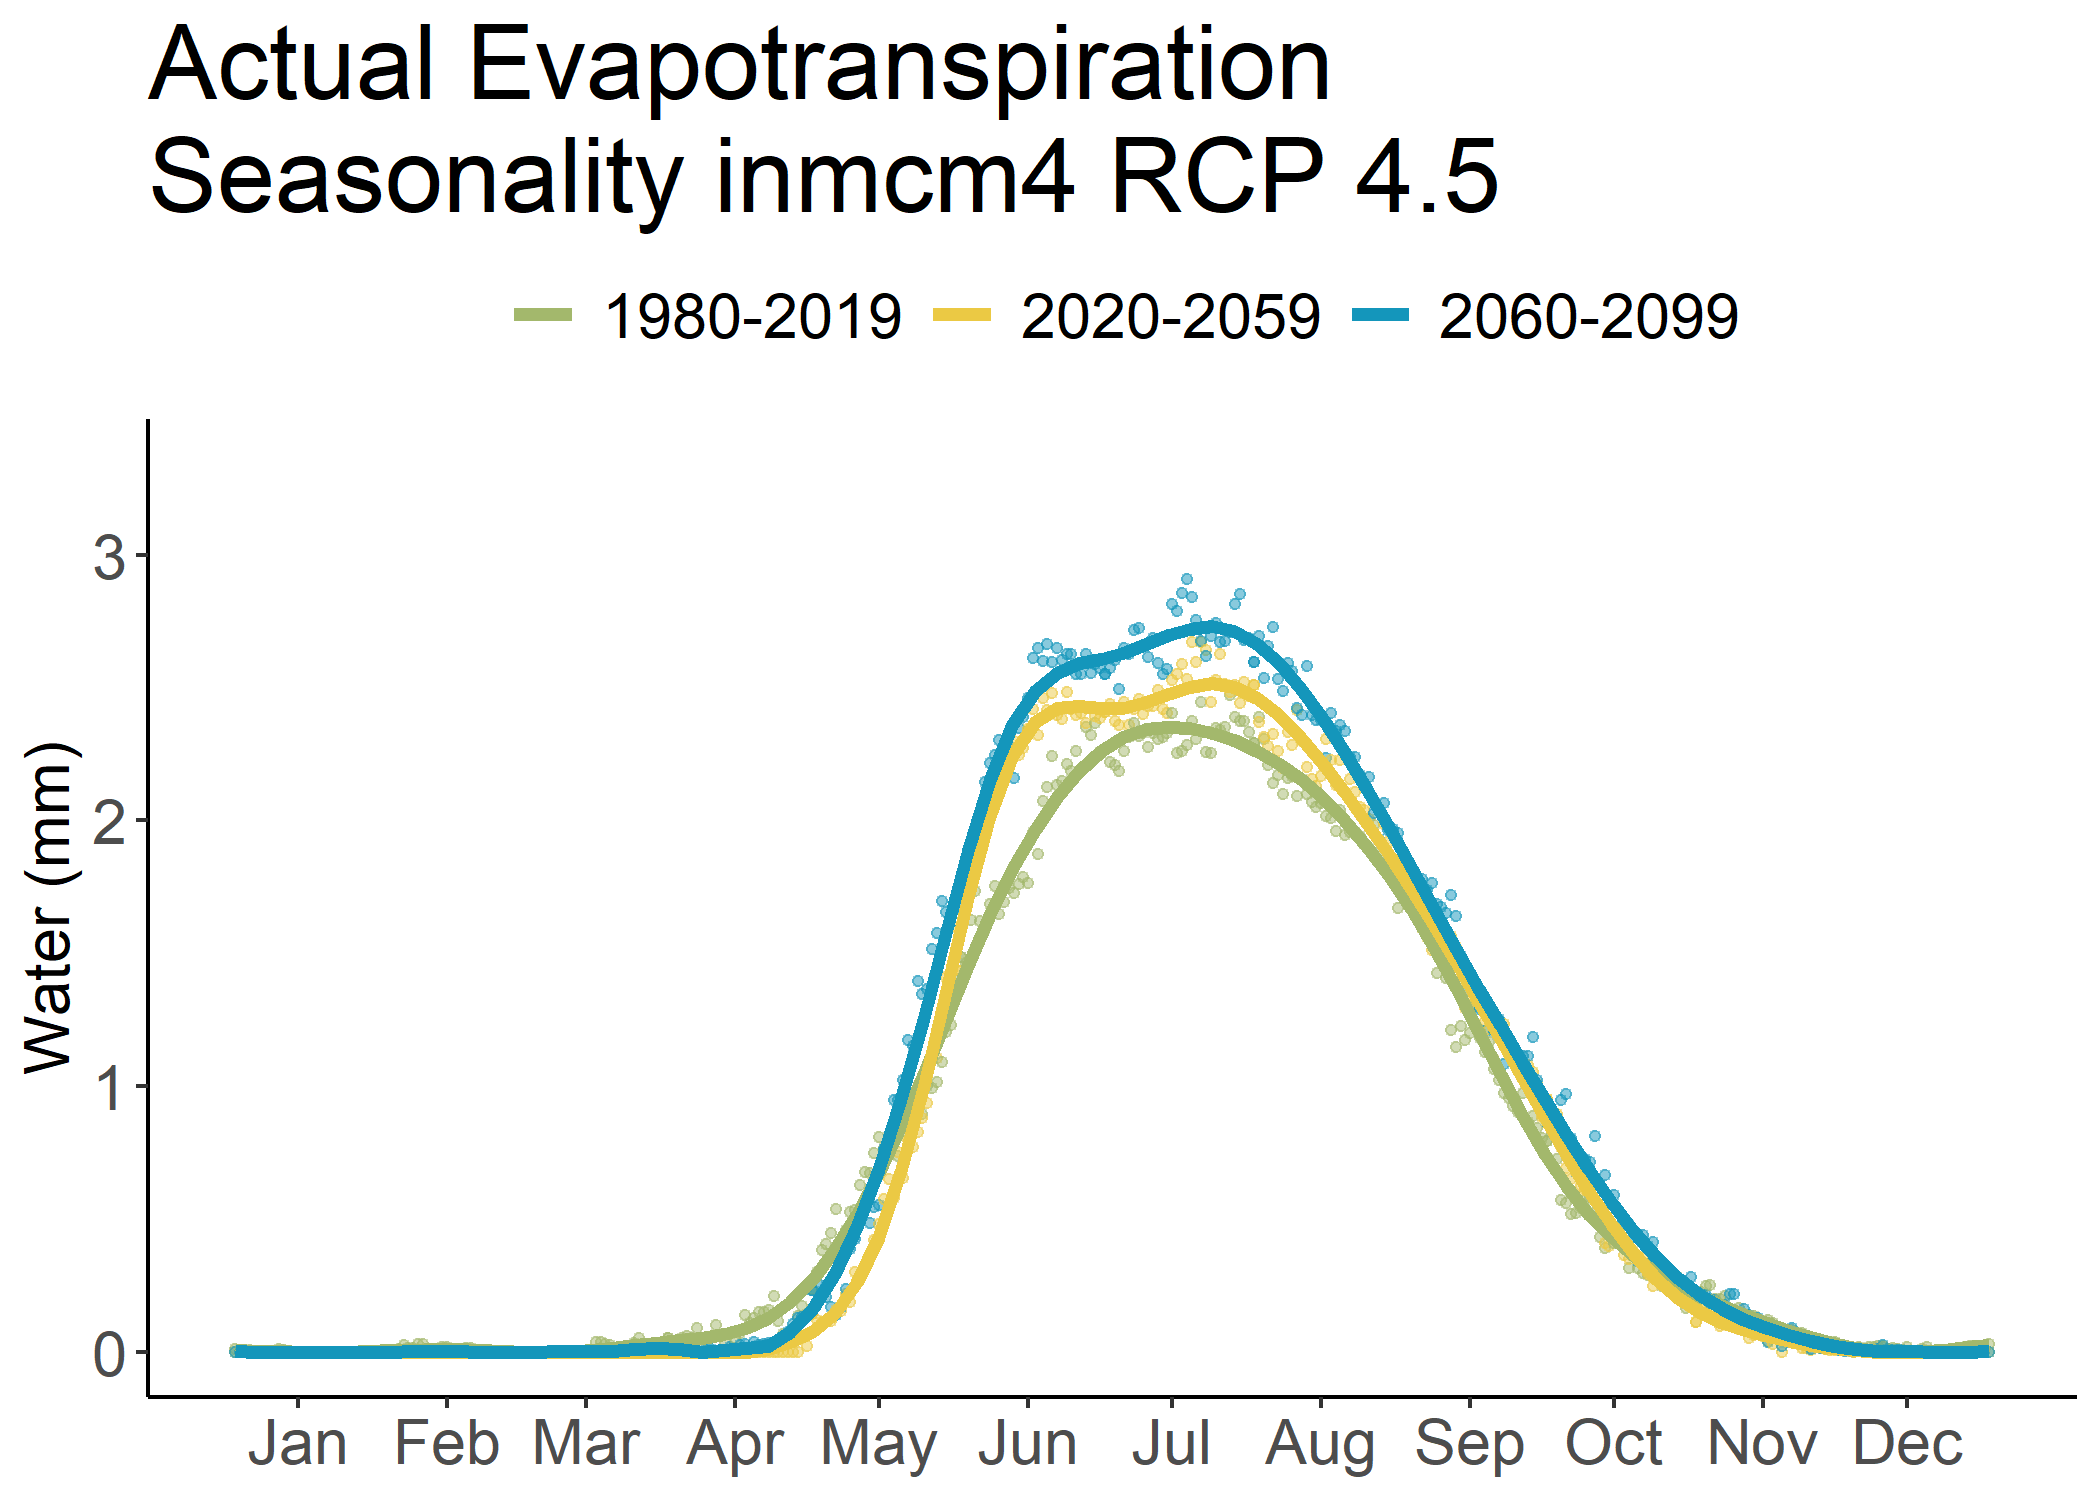 Actual Evapotranspiration
Seasonality inmcm4 RCP 4.5
1980-2019 2020-2059 2060-2099
Water (mm)
3
2
1
0
Jan Feb Mar Apr May Jun Jul Aug Sep Oct Nov Dec